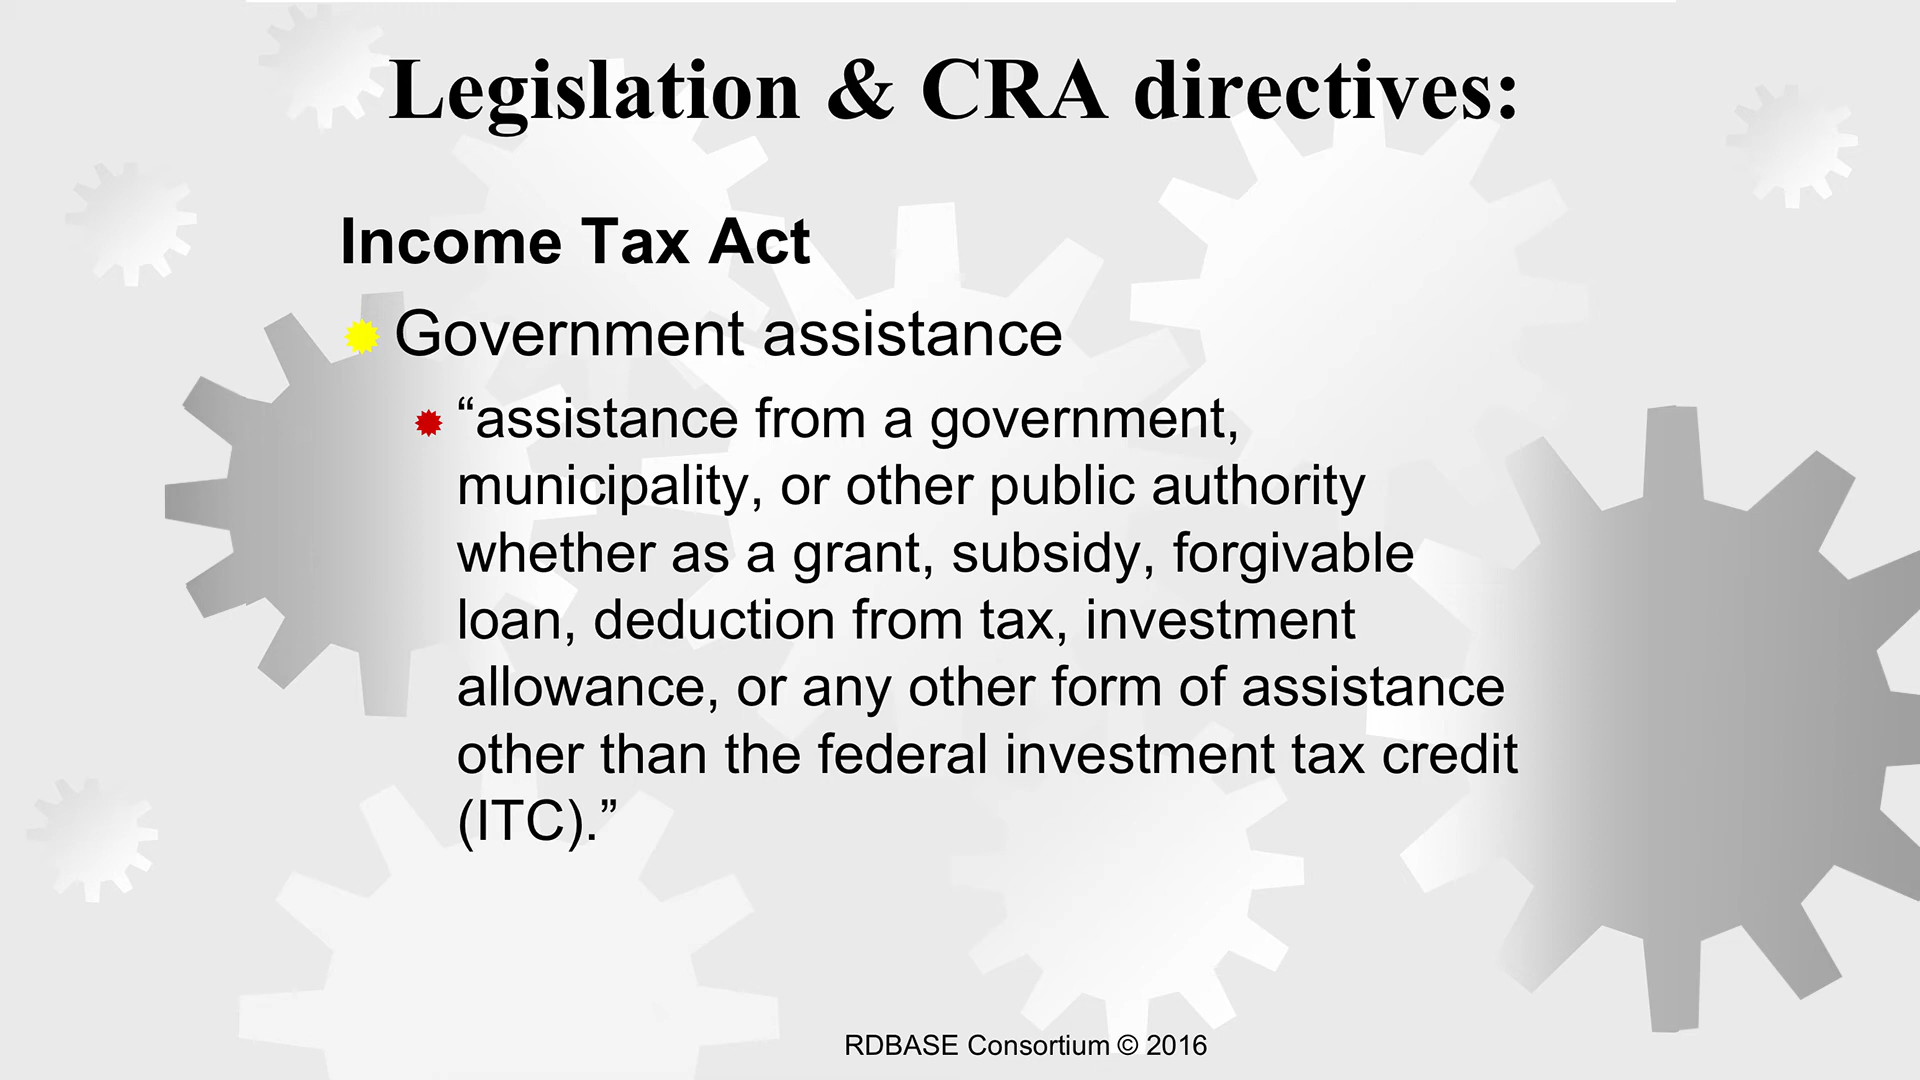 Legislation & CRA directives:
Income Tax Act
Government assistance
“assistance from a government,
municipality, or other public authority
whether as a grant, subsidy, forgivable
loan, deduction from tax, investment
allowance, or any other form of assistance
other than the federal investment tax credit
(ITC).”
RDBASE Consortium © 2016